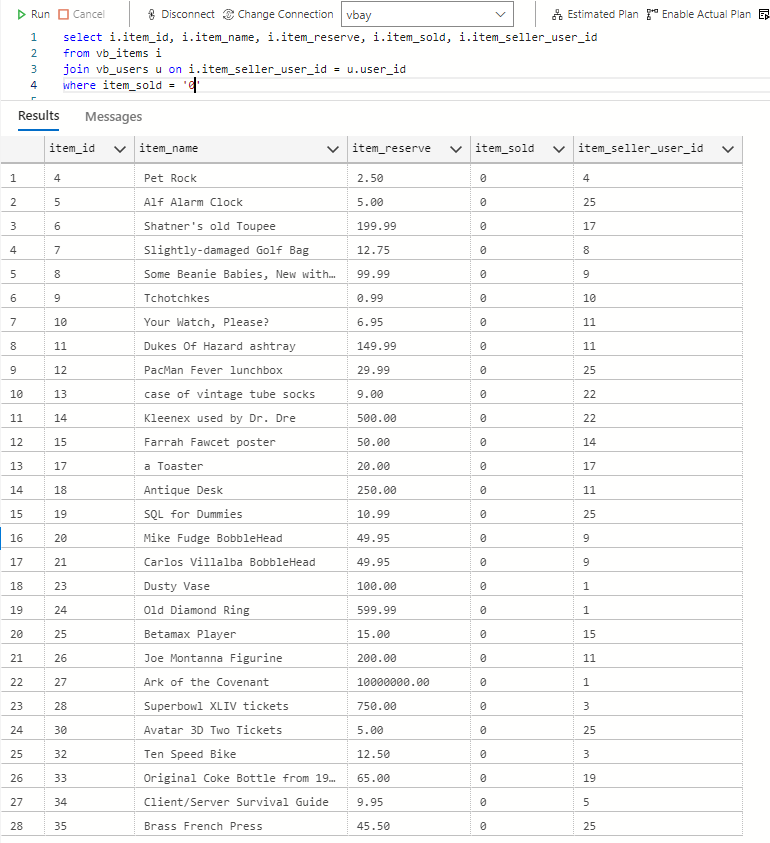 Run Cancel Disconnect Change Connection vbay Estimated Plan Enable Actual Plan
1 select i.item_id, i.item_name, i.item_reserve, i.item_sold, i.item_seller_user_id
2 from vb_items i
3 join vb_users u on i.item_seller_user_id = u.user_id
4 where item_sold = '0'
Results Messages
item_id item_name item_reserve item_sold item_seller_user_id
1 4 Pet Rock 2.50 0 4
2 5 Alf Alarm Clock 5.00 0 25
3 6 Shatner's old Toupee 199.99 0 17
4 7 Slightly-damaged Golf Bag 12.75 0 8
5 8 Some Beanie Babies, New with… 99.99 0 9
6 9 Tchotchkes 0.99 0 10
7 10 Your Watch, Please? 6.95 0 11
8 11 Dukes Of Hazard ashtray 149.99 0 11
9 12 PacMan Fever lunchbox 29.99 0 25
10 13 case of vintage tube socks 9.00 0 22
11 14 Kleenex used by Dr. Dre 500.00 0 22
12 15 Farrah Fawcet poster 50.00 0 14
13 17 a Toaster 20.00 0 17
14 18 Antique Desk 250.00 0 11
15 19 SQL for Dummies 10.99 0 25
16 20 Mike Fudge BobbleHead 49.95 0 9
17 21 Carlos Villalba BobbleHead 49.95 0 9
18 23 Dusty Vase 100.00 0 1
19 24 Old Diamond Ring 599.99 0 1
20 25 Betamax Player 15.00 0 15
21 26 Joe Montanna Figurine 200.00 0 11
22 27 Ark of the Covenant 10000000.00 0 1
23 28 Superbowl XLIV tickets 750.00 0 3
24 30 Avatar 3D Two Tickets 5.00 0 25
25 32 Ten Speed Bike 12.50 0 3
26 33 Original Coke Bottle from 19… 65.00 0 19
27 34 Client/Server Survival Guide 9.95 0 5
28 35 Brass French Press 45.50 0 25